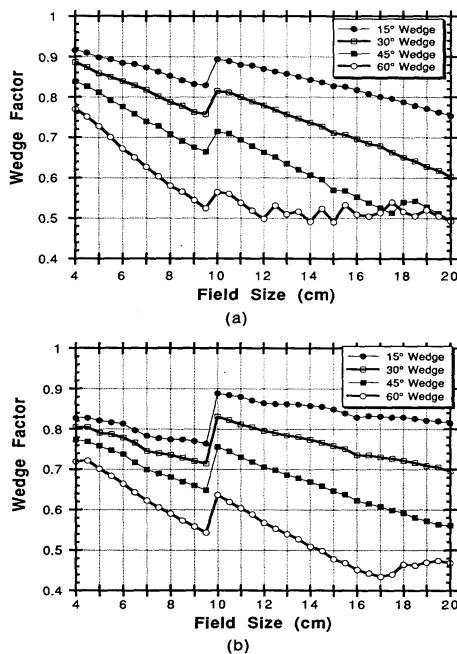 1
0.9
0.8
0.7
0.6
0.5
0.4
Wedge Factor
15° Wedge
30° Wedge
45° Wedge
60° Wedge
4 6 8 10 12 14 16 18 20
Field Size (cm)
(a)
1
0.9
0.8
0.7
0.6
0.5
0.4
Wedge Factor
15° Wedge
30° Wedge
45° Wedge
60° Wedge
4 6 8 10 12 14 16 18 20
Field Size (cm)
(b)